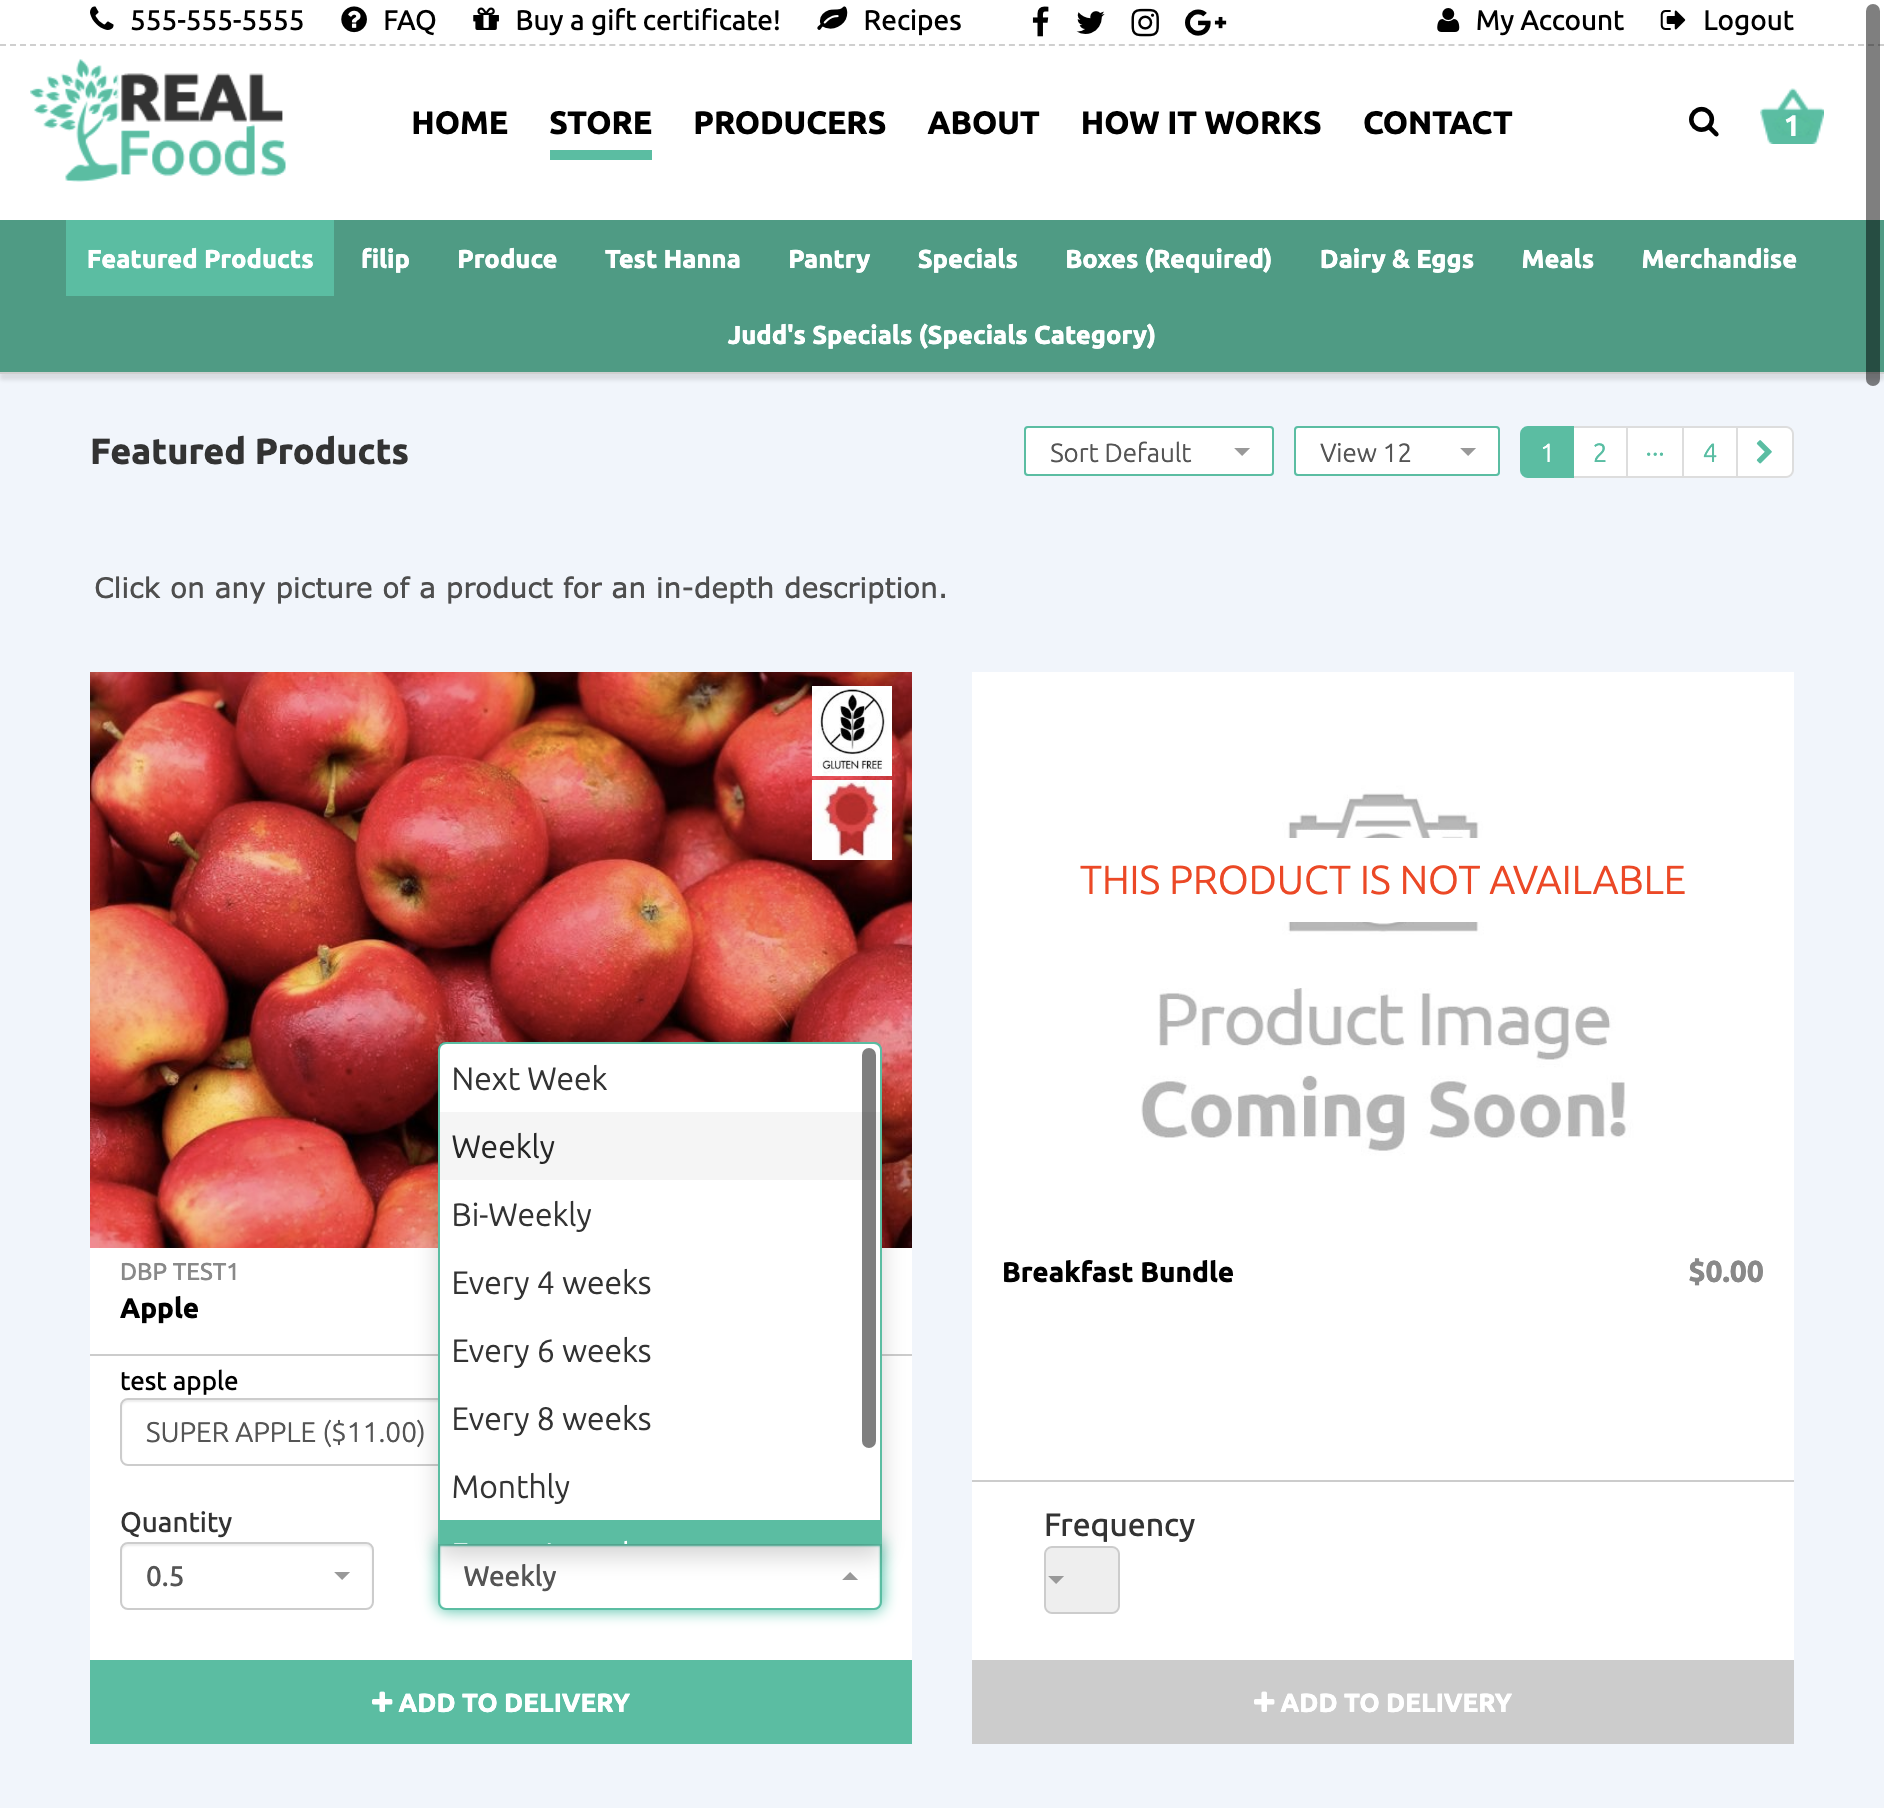 555-555-5555 FAQ Buy a gift certificate! Recipes My Account Logout
REAL
Foods
HOME STORE PRODUCERS ABOUT HOW IT WORKS CONTACT 1
Featured Products filip Produce Test Hanna Pantry Specials Boxes (Required) Dairy & Eggs Meals Merchandise
Judd's Specials (Specials Category)
Featured Products
Sort Default View 12 1 2 ... 4
Click on any picture of a product for an in-depth description.
GLUTEN FREE
Next Week
Weekly
Bi-Weekly
Every 4 weeks
Every 6 weeks
Every 8 weeks
Monthly
DBP TEST1
Apple
test apple
SUPER APPLE ($11.00)
Quantity
0.5
Weekly
+ ADD TO DELIVERY
THIS PRODUCT IS NOT AVAILABLE
Product Image
Coming Soon!
Breakfast Bundle $0.00
Frequency
+ ADD TO DELIVERY